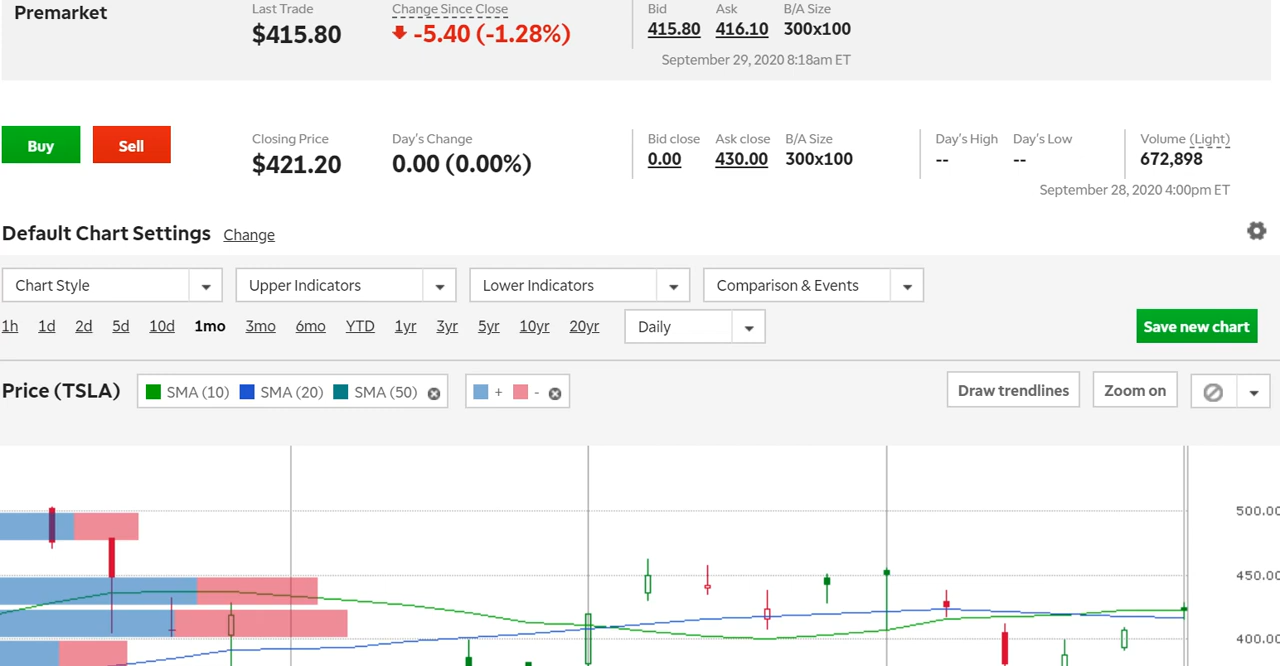 Premarket
Last Trade
$415.80
Change Since Close
-5.40 (-1.28%)
Bid Ask B/A Size
415.80 416.10 300x100
September 29, 2020 8:18am ET
Buy Sell
Closing Price
$421.20
Day's Change
0.00 (0.00%)
Bid close Ask close B/A Size
0.00 430.00 300x100
Day's High Day's Low
-- --
Volume (Light)
672,898
September 28, 2020 4:00pm ET
Default Chart Settings Change
Chart Style Upper Indicators Lower Indicators Comparison & Events
1h 1d 2d 5d 10d 1mo 3mo 6mo YTD 1yr 3yr 5yr 10yr 20yr Daily Save new chart
Price (TSLA) SMA (10) SMA (20) SMA (50) + - Draw trendlines Zoom on
500.00
450.00
400.00